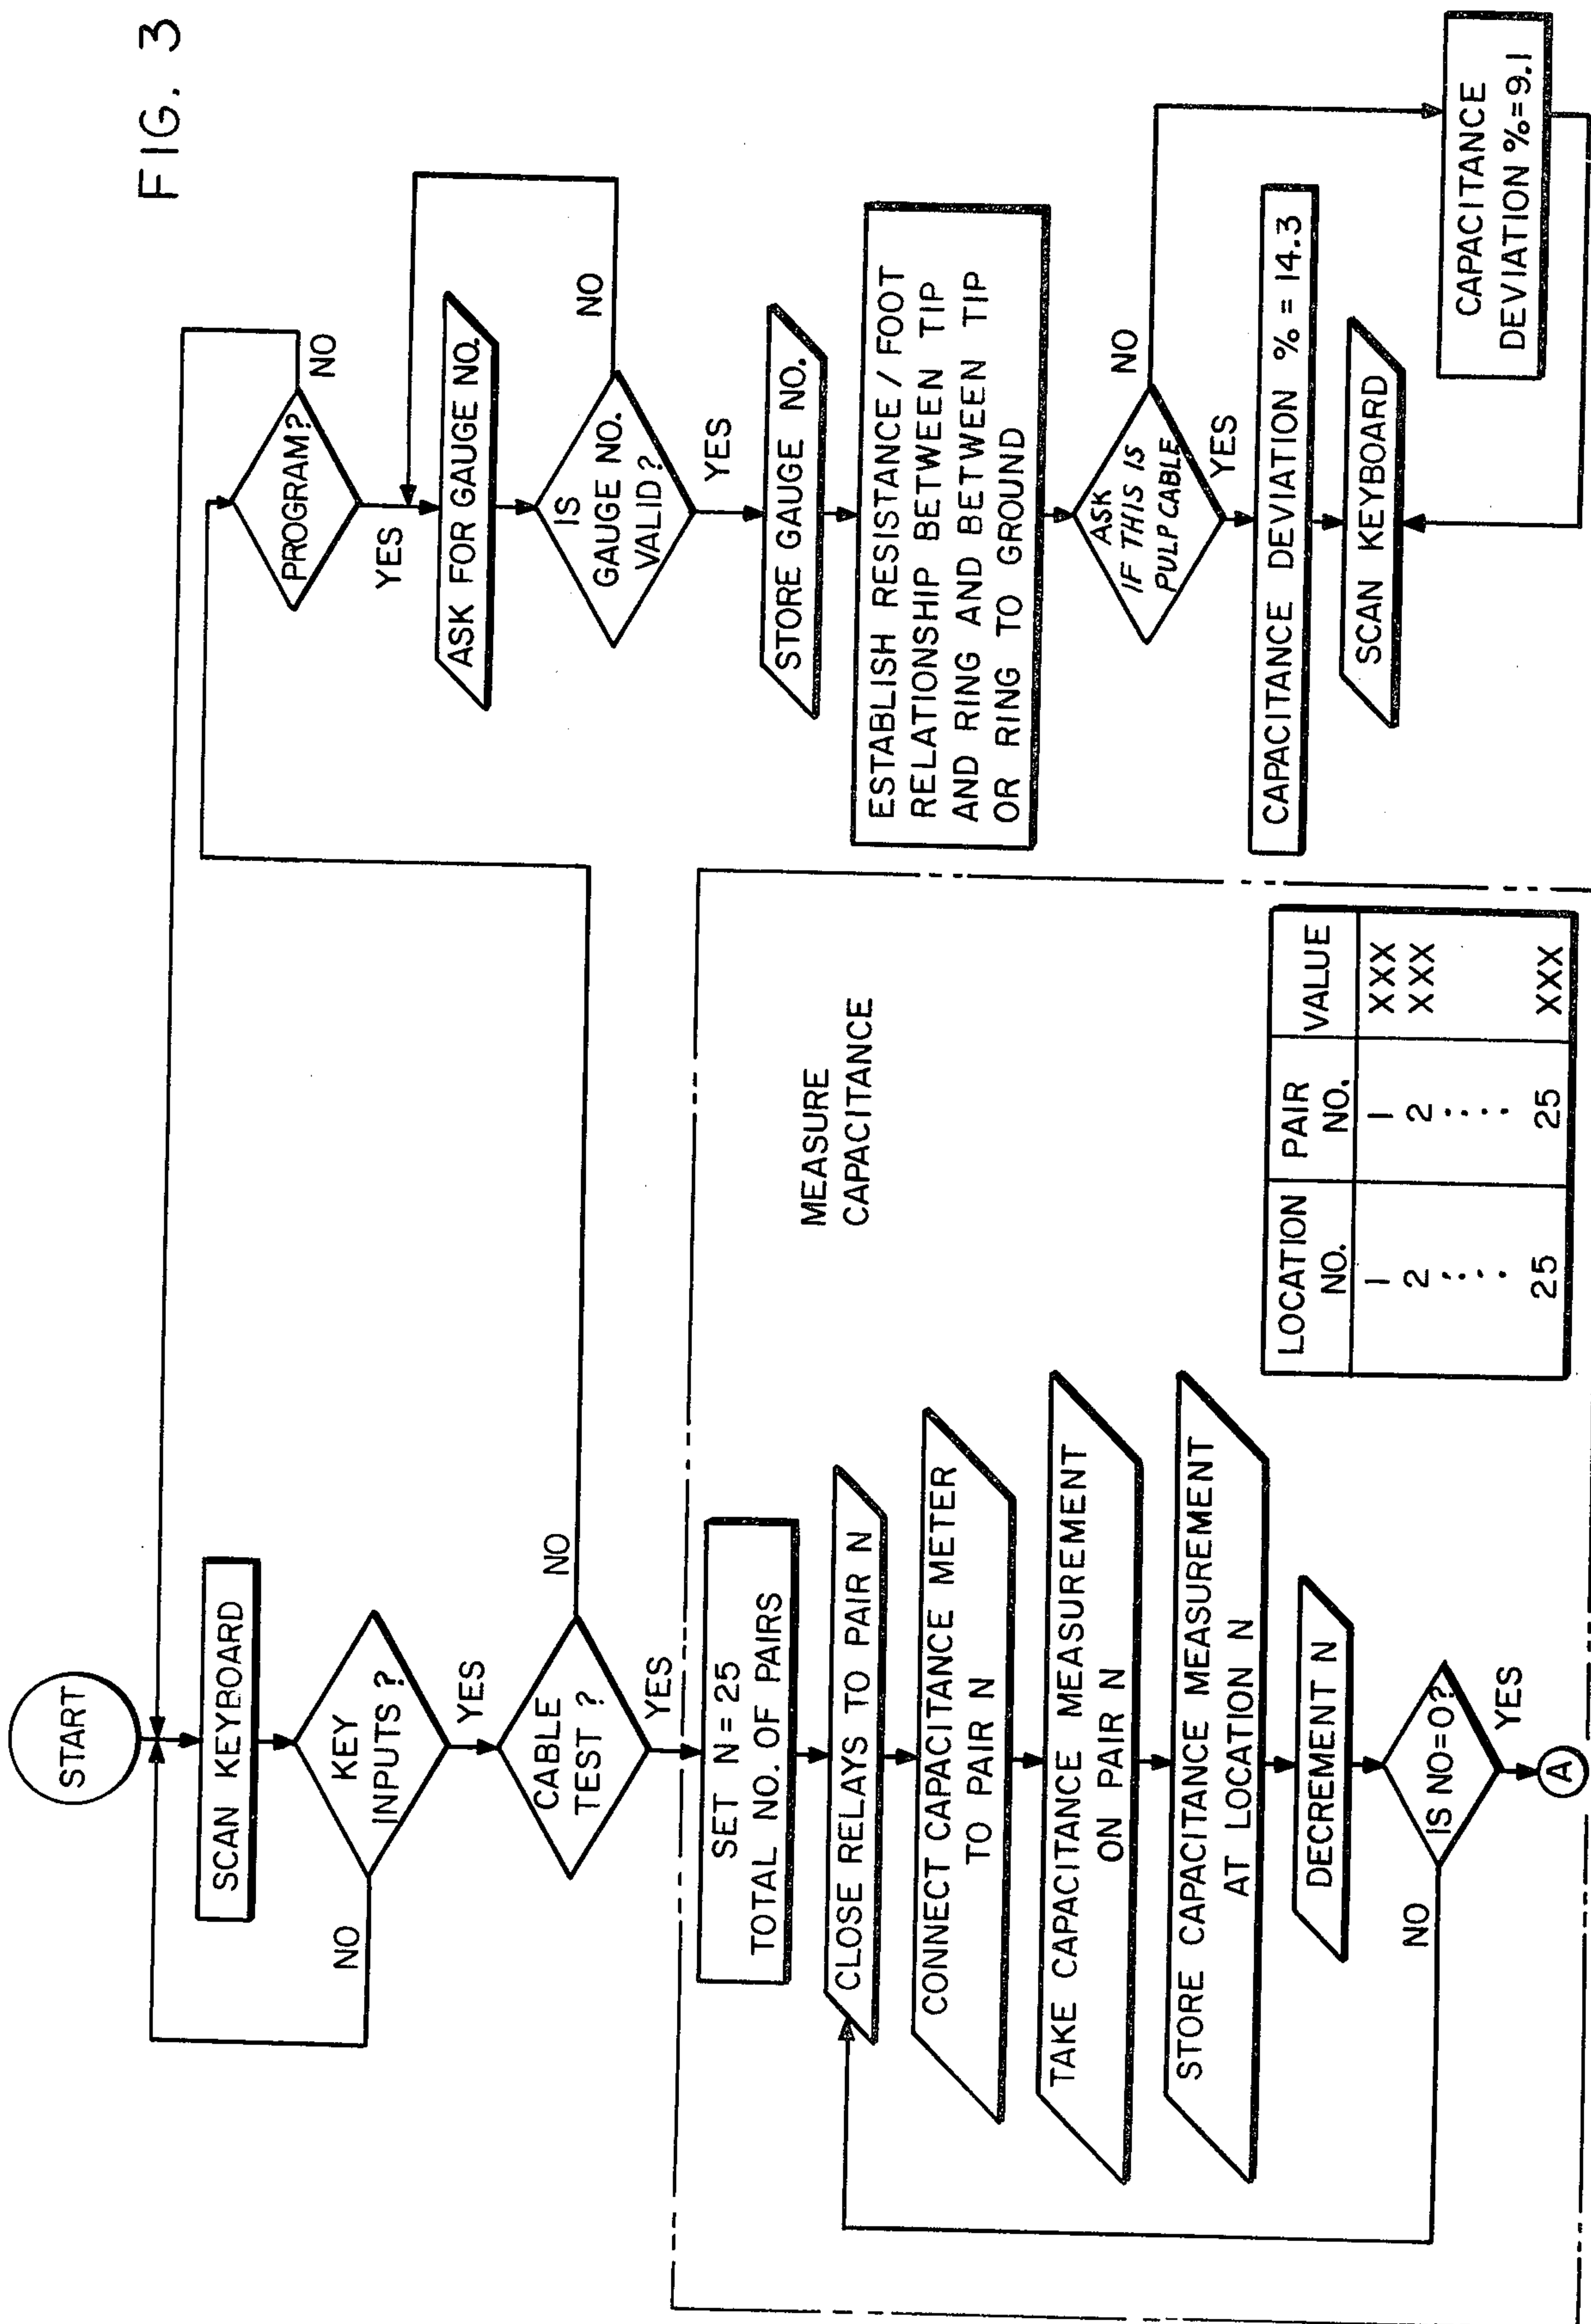 FIG. 3
START
SCAN KEYBOARD
KEY
INPUTS ?
NO
YES
CABLE
TEST ?
NO
YES
SET N = 25
TOTAL NO. OF PAIRS
CLOSE RELAYS TO PAIR N
CONNECT CAPACITANCE METER
TO PAIR N
TAKE CAPACITANCE MEASUREMENT
ON PAIR N
STORE CAPACITANCE MEASUREMENT
AT LOCATION N
DECREMENT N
IS NO=0?
NO
YES
A
MEASURE
CAPACITANCE
LOCATION NO. PAIR NO. VALUE
1 1 XXX
2 2 XXX
25 25 XXX
PROGRAM?
NO
YES
ASK FOR GAUGE NO.
IS
GAUGE NO.
VALID ?
NO
YES
STORE GAUGE NO.
ESTABLISH RESISTANCE / FOOT
RELATIONSHIP BETWEEN TIP
AND RING AND BETWEEN TIP
OR RING TO GROUND
ASK
IF THIS IS
PULP CABLE
NO
YES
CAPACITANCE DEVIATION % = 14.3
SCAN KEYBOARD
CAPACITANCE
DEVIATION %=9.1